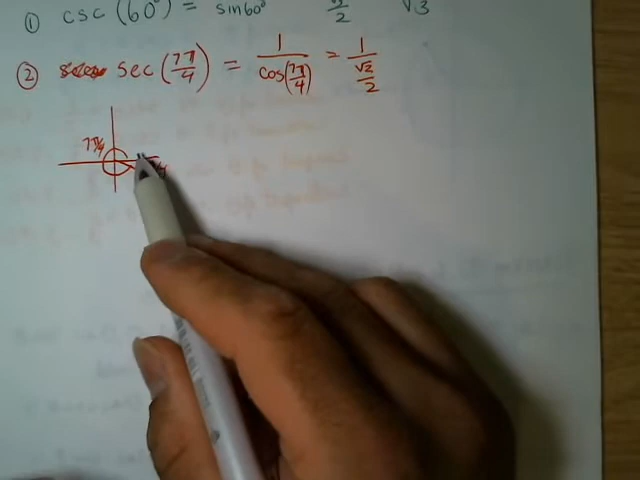 ① csc(60°) = sin60° √3/2 √3
② sec(7π/4) = 1/cos(7π/4) = 1/(√2/2)
7π/4